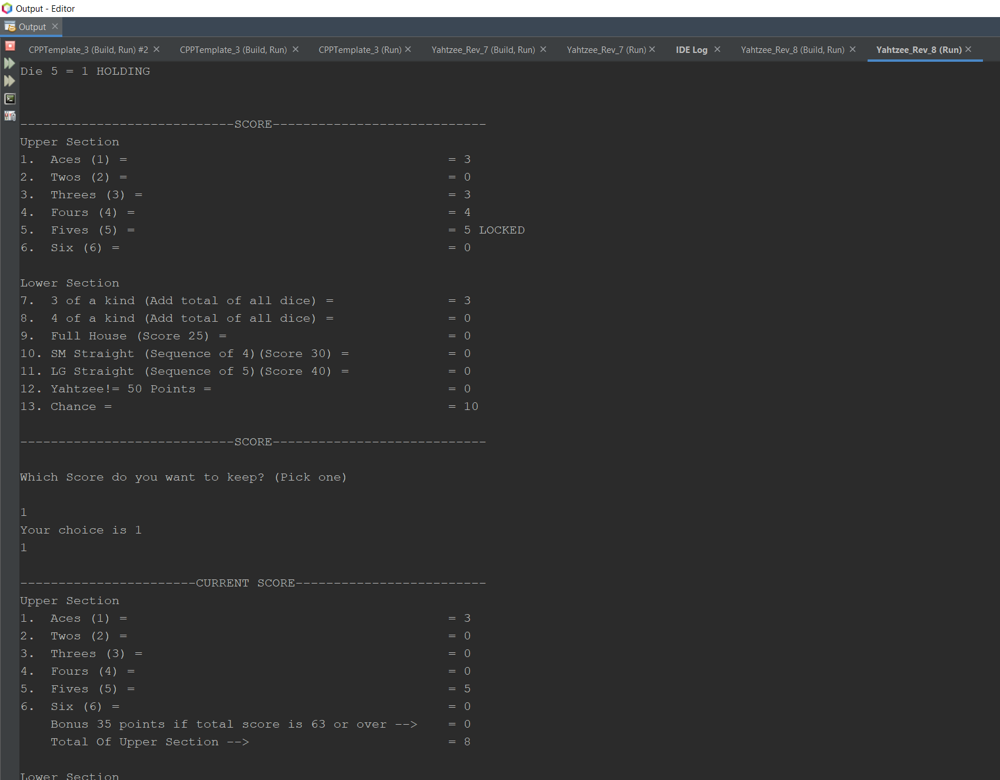 Output - Editor
Output
CPPTemplate_3 (Build, Run) #2 CPPTemplate_3 (Build, Run) CPPTemplate_3 (Run) Yahtzee_Rev_7 (Build, Run) Yahtzee_Rev_7 (Run) IDE Log Yahtzee_Rev_8 (Build, Run) Yahtzee_Rev_8 (Run)
Die 5 = 1 HOLDING
----------------------------SCORE----------------------------
Upper Section
1.  Aces (1) = = 3
2.  Twos (2) = = 0
3.  Threes (3) = = 3
4.  Fours (4) = = 4
5.  Fives (5) = = 5 LOCKED
6.  Six (6) = = 0
Lower Section
7.  3 of a kind (Add total of all dice) = = 3
8.  4 of a kind (Add total of all dice) = = 0
9.  Full House (Score 25) = = 0
10. SM Straight (Sequence of 4)(Score 30) = = 0
11. LG Straight (Sequence of 5)(Score 40) = = 0
12. Yahtzee!= 50 Points = = 0
13. Chance = = 10
----------------------------SCORE----------------------------
Which Score do you want to keep? (Pick one)
1
Your choice is 1
1
-----------------------CURRENT SCORE-------------------------
Upper Section
1.  Aces (1) = = 3
2.  Twos (2) = = 0
3.  Threes (3) = = 0
4.  Fours (4) = = 0
5.  Fives (5) = = 5
6.  Six (6) = = 0
Bonus 35 points if total score is 63 or over --> = 0
Total Of Upper Section --> = 8
Lower Section